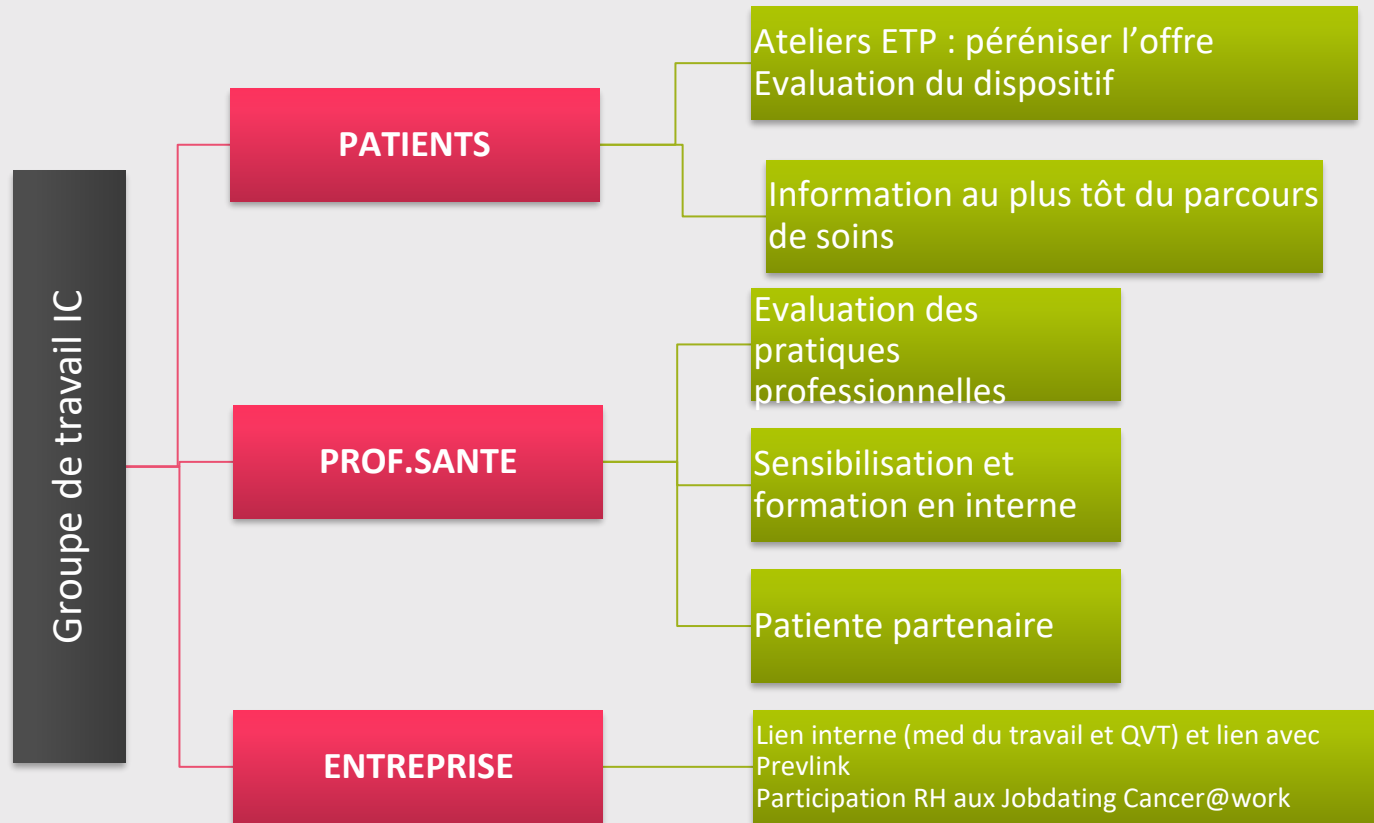 Groupe de travail IC
PATIENTS
Ateliers ETP : péréniser l’offre
Evaluation du dispositif
Information au plus tôt du parcours
de soins
PROF.SANTE
Evaluation des
pratiques
professionnelles
Sensibilisation et
formation en interne
Patiente partenaire
ENTREPRISE
Lien interne (med du travail et QVT) et lien avec
Prevlink
Participation RH aux Jobdating Cancer@work